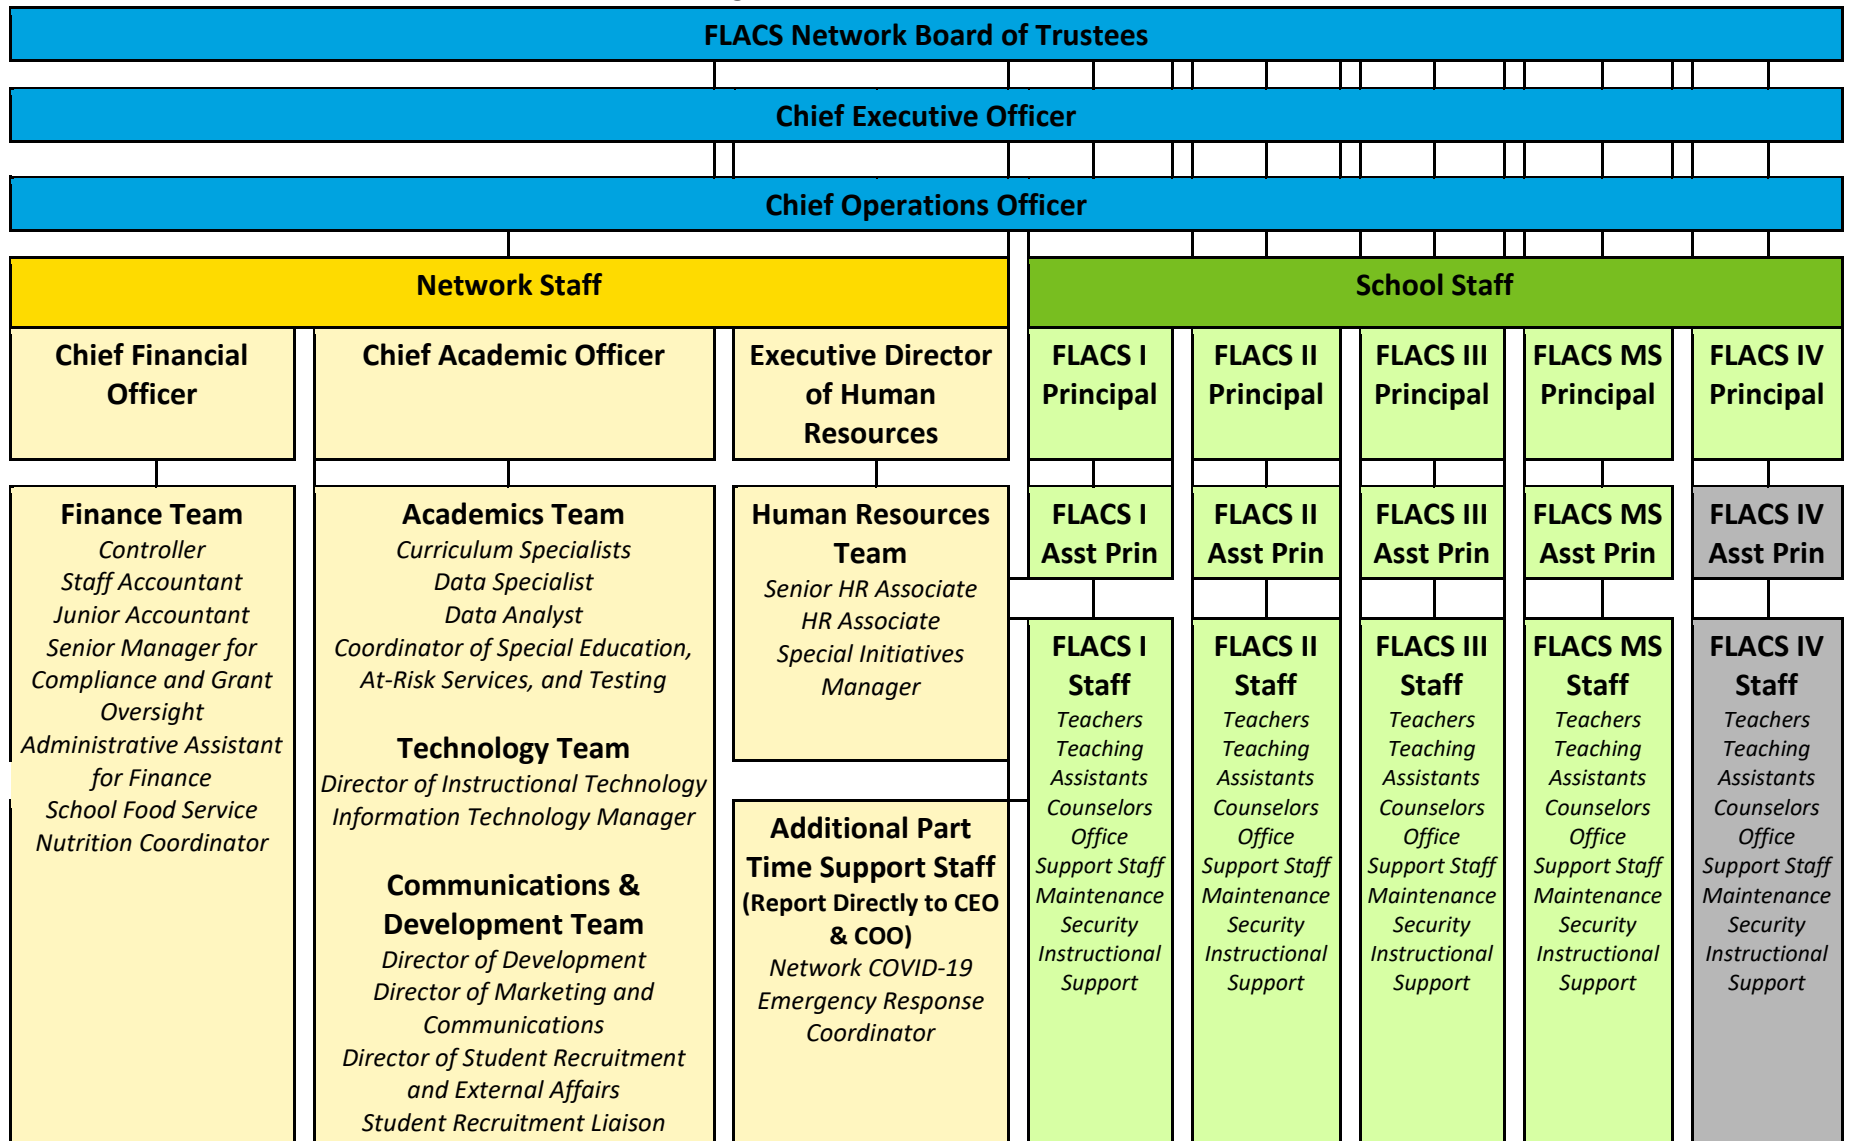 FLACS Network Board of Trustees
Chief Executive Officer
Chief Operations Officer
Network Staff
School Staff
Chief Financial
Officer
Chief Academic Officer
Executive Director
of Human
Resources
FLACS I
Principal
FLACS II
Principal
FLACS III
Principal
FLACS MS
Principal
FLACS IV
Principal
Finance Team
Controller
Staff Accountant
Junior Accountant
Senior Manager for
Compliance and Grant
Oversight
Administrative Assistant
for Finance
School Food Service
Nutrition Coordinator
Academics Team
Curriculum Specialists
Data Specialist
Data Analyst
Coordinator of Special Education,
At-Risk Services, and Testing
Technology Team
Director of Instructional Technology
Information Technology Manager
Communications &
Development Team
Director of Development
Director of Marketing and
Communications
Director of Student Recruitment
and External Affairs
Student Recruitment Liaison
Human Resources
Team
Senior HR Associate
HR Associate
Special Initiatives
Manager
Additional Part
Time Support Staff
(Report Directly to CEO
& COO)
Network COVID-19
Emergency Response
Coordinator
FLACS I
Asst Prin
FLACS II
Asst Prin
FLACS III
Asst Prin
FLACS MS
Asst Prin
FLACS IV
Asst Prin
FLACS I
Staff
Teachers
Teaching
Assistants
Counselors
Office
Support Staff
Maintenance
Security
Instructional
Support
FLACS II
Staff
Teachers
Teaching
Assistants
Counselors
Office
Support Staff
Maintenance
Security
Instructional
Support
FLACS III
Staff
Teachers
Teaching
Assistants
Counselors
Office
Support Staff
Maintenance
Security
Instructional
Support
FLACS MS
Staff
Teachers
Teaching
Assistants
Counselors
Office
Support Staff
Maintenance
Security
Instructional
Support
FLACS IV
Staff
Teachers
Teaching
Assistants
Counselors
Office
Support Staff
Maintenance
Security
Instructional
Support